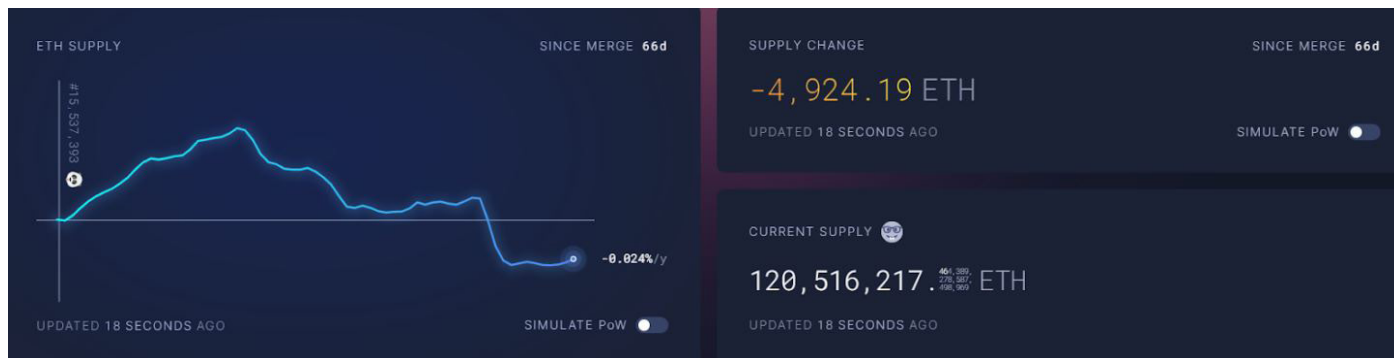 ETH SUPPLY
SINCE MERGE 66d
#15,537,393
-0.024%/y
UPDATED 18 SECONDS AGO
SIMULATE PoW
SUPPLY CHANGE
SINCE MERGE 66d
-4,924.19 ETH
UPDATED 18 SECONDS AGO
SIMULATE PoW
CURRENT SUPPLY
120,516,217. ETH
UPDATED 18 SECONDS AGO